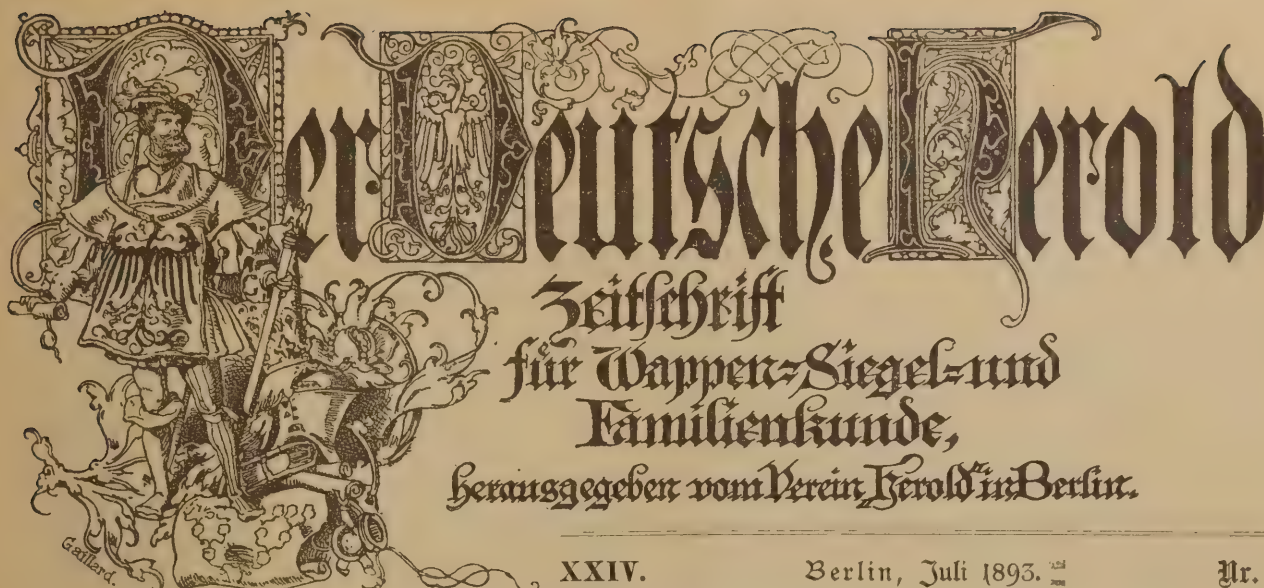 Der Deutsche Herold
Zeitschrift
für Wappen-Siegel-und
Familienkunde,
herausgegeben vom Verein „Herold" in Berlin.
Gaillard.
XXIV. Berlin, Juli 1893. Nr.